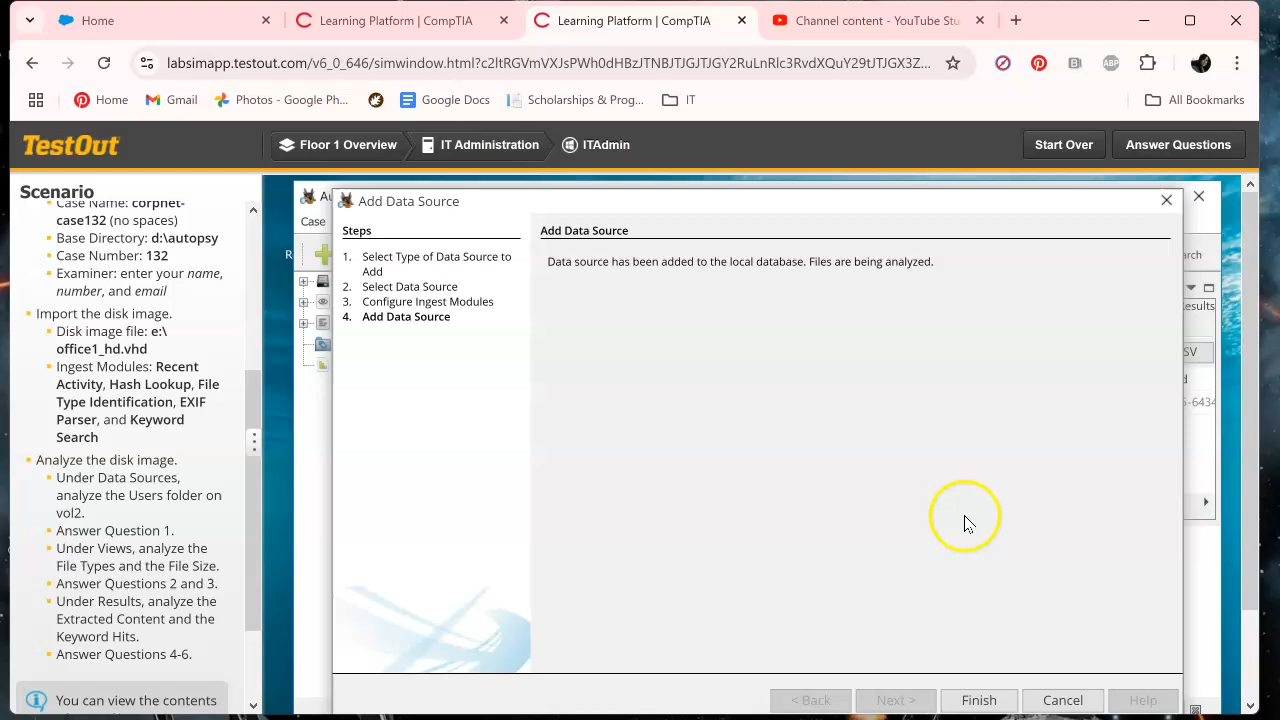 Home
Learning Platform | CompTIA
Learning Platform | CompTIA
Channel content - YouTube Stu
labsimapp.testout.com/v6_0_646/simwindow.html?c2ltRGVmVXJsPWh0dHBzJTNBJTJGJTJGY2RuLnRlc3RvdXQuY29tJTJGX3Z...
ABP
Home
Gmail
Photos - Google Ph...
Google Docs
Scholarships & Prog...
IT
All Bookmarks
TestOut
Floor 1 Overview
IT Administration
ITAdmin
Start Over
Answer Questions
Scenario
Case Name: corpnet-
case132 (no spaces)
Base Directory: d:\autopsy
Case Number: 132
Examiner: enter your name,
number, and email
Import the disk image.
Disk image file: e:\
office1_hd.vhd
Ingest Modules: Recent
Activity, Hash Lookup, File
Type Identification, EXIF
Parser, and Keyword
Search
Analyze the disk image.
Under Data Sources,
analyze the Users folder on
vol2.
Answer Question 1.
Under Views, analyze the
File Types and the File Size.
Answer Questions 2 and 3.
Under Results, analyze the
Extracted Content and the
Keyword Hits.
Answer Questions 4-6.
You can view the contents
R
Case
Add Data Source
Steps
1. Select Type of Data Source to
Add
2. Select Data Source
3. Configure Ingest Modules
4. Add Data Source
Add Data Source
Data source has been added to the local database. Files are being analyzed.
< Back
Next >
Finish
Cancel
Help
arch
esults
SV
d
5-6434